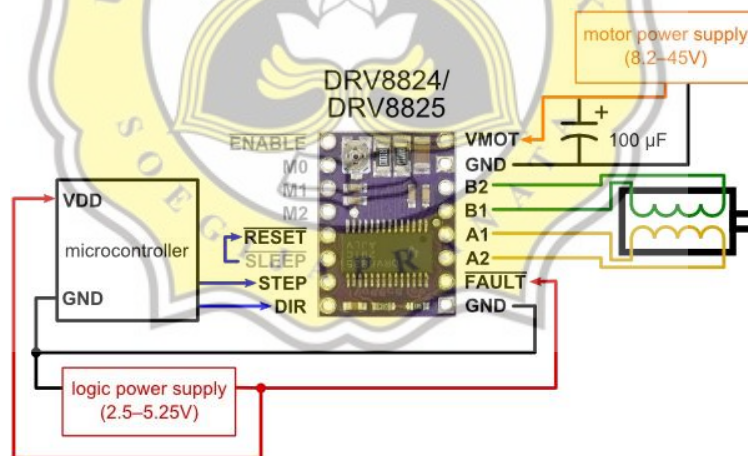 motor power supply
(8.2–45V)
DRV8824/
DRV8825
ENABLE
M0
M1
M2
RESET
SLEEP
STEP
DIR
VMOT
GND
B2
B1
A1
A2
FAULT
GND
+
100 µF
VDD
microcontroller
GND
logic power supply
(2.5–5.25V)